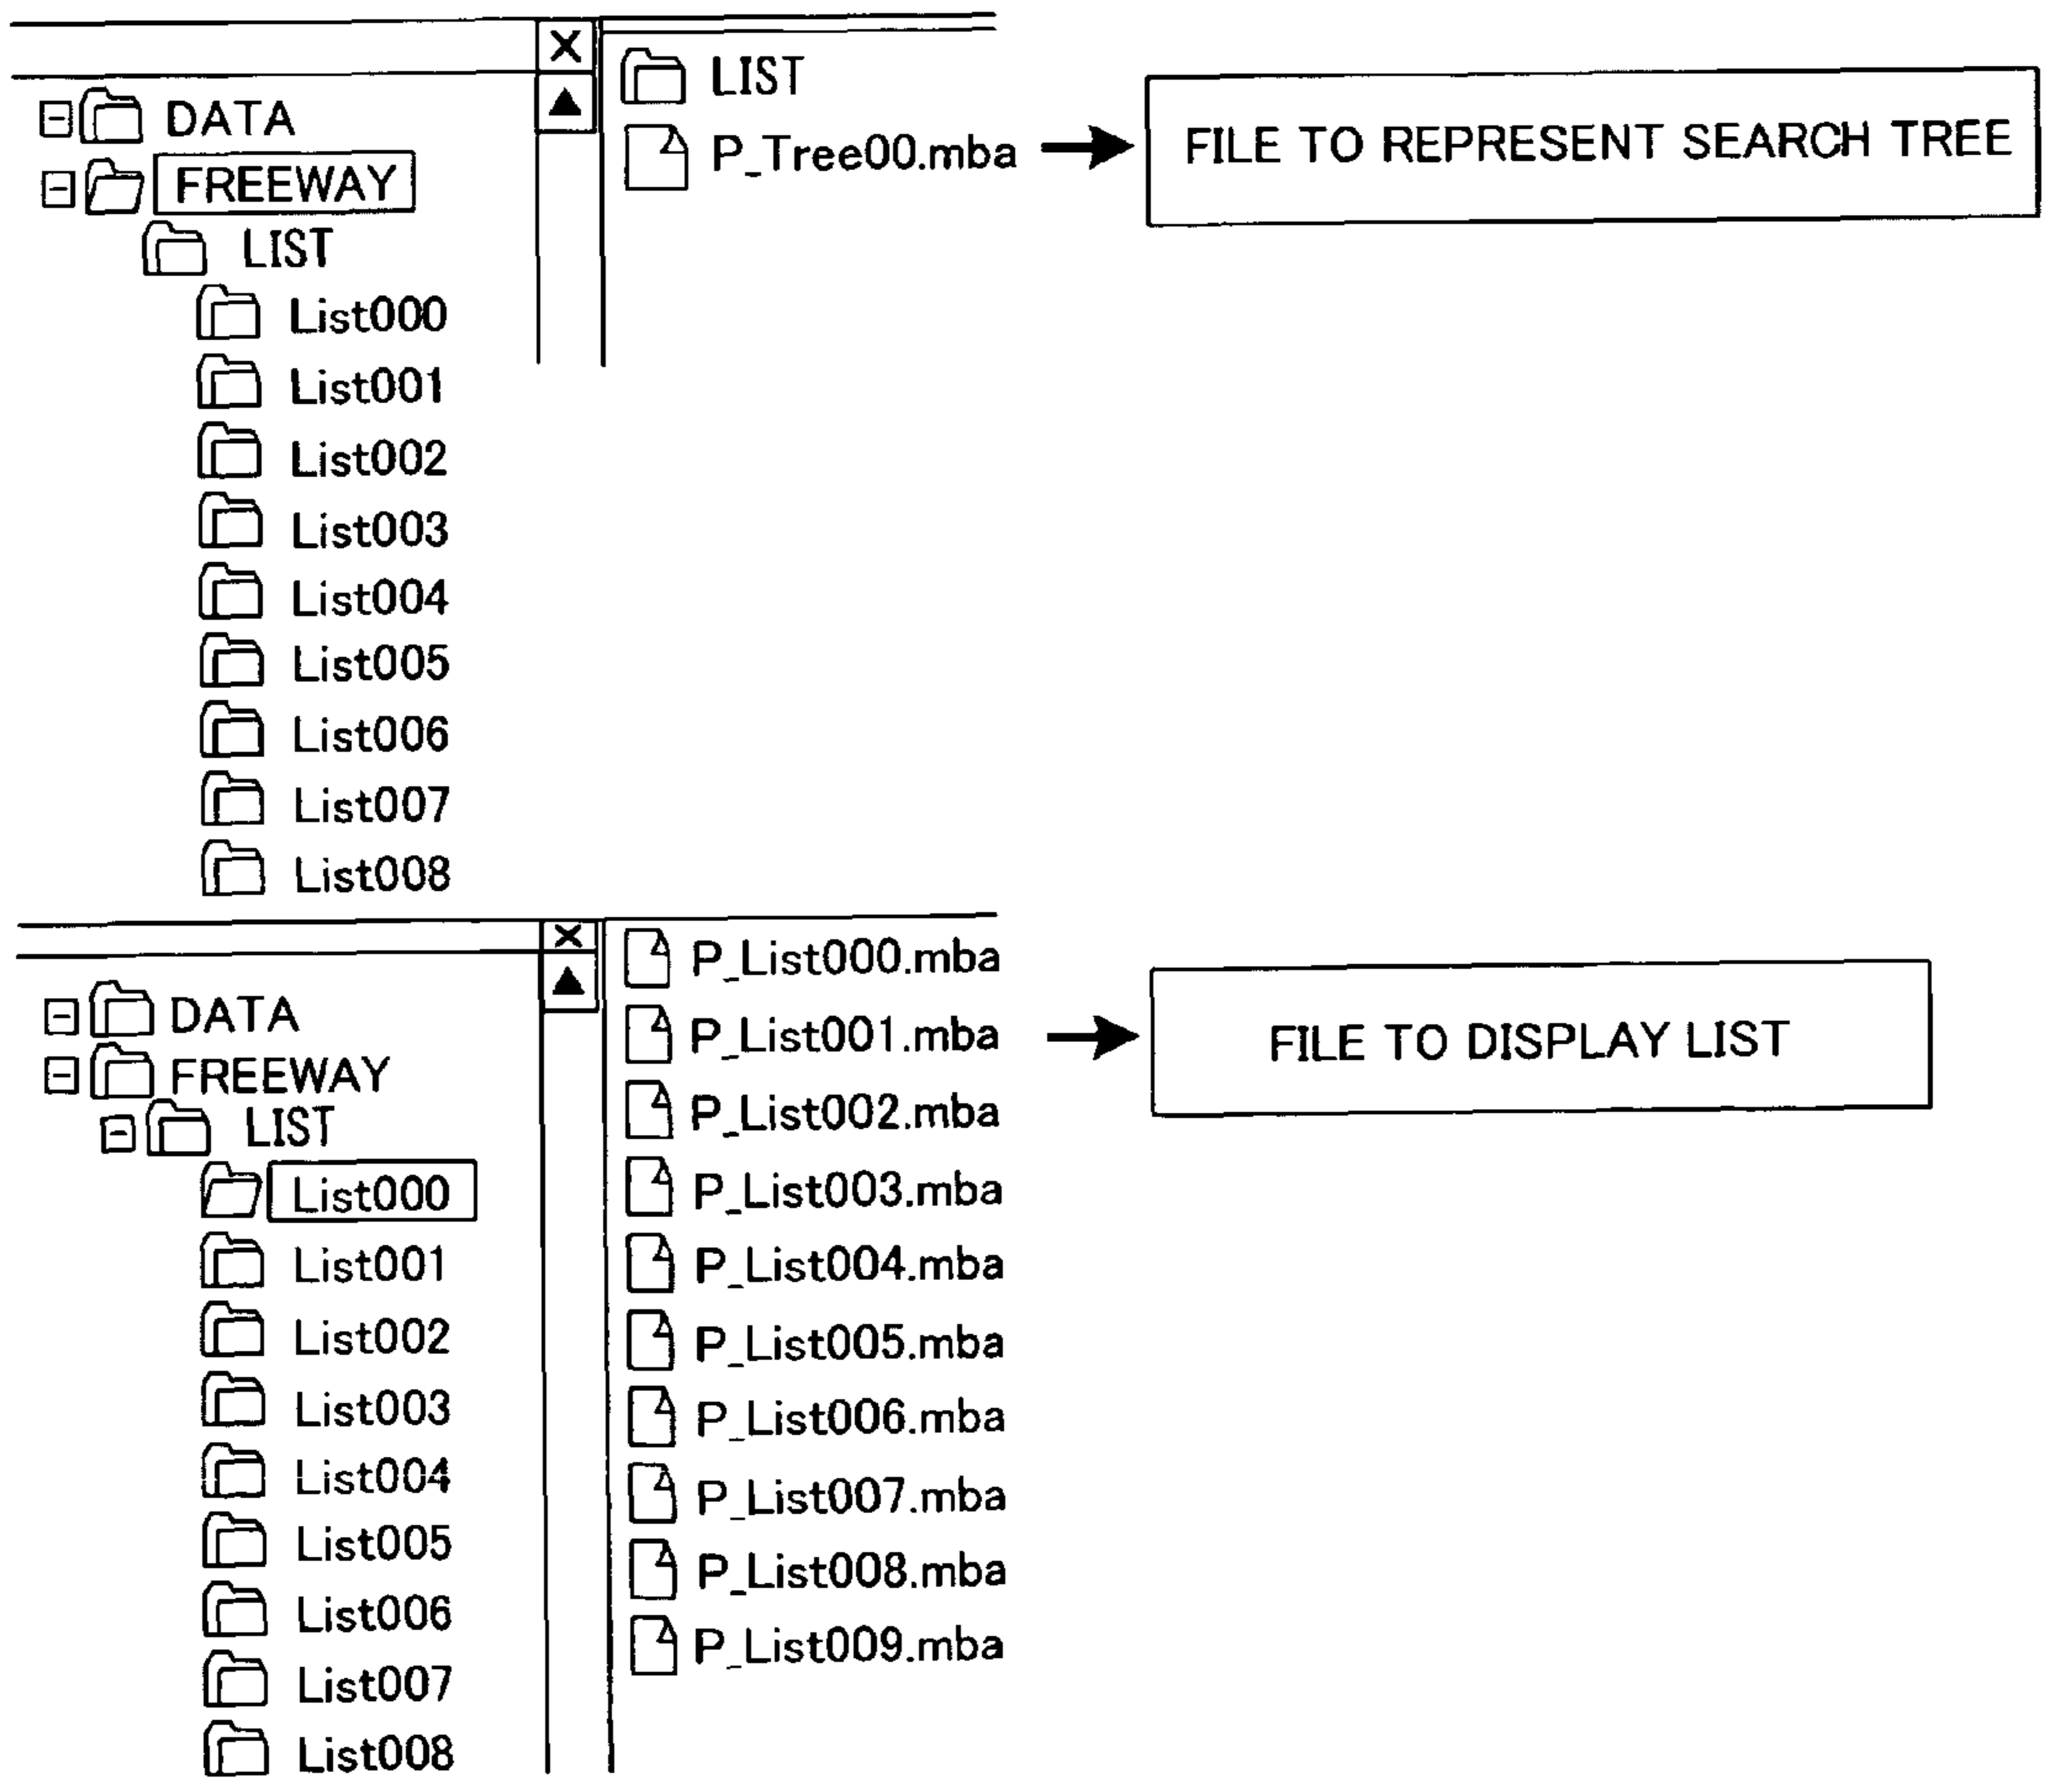 DATA
FREEWAY
LIST
List000
List001
List002
List003
List004
List005
List006
List007
List008
LIST
P_Tree00.mba
FILE TO REPRESENT SEARCH TREE
DATA
FREEWAY
LIST
List000
List001
List002
List003
List004
List005
List006
List007
List008
P_List000.mba
P_List001.mba
P_List002.mba
P_List003.mba
P_List004.mba
P_List005.mba
P_List006.mba
P_List007.mba
P_List008.mba
P_List009.mba
FILE TO DISPLAY LIST